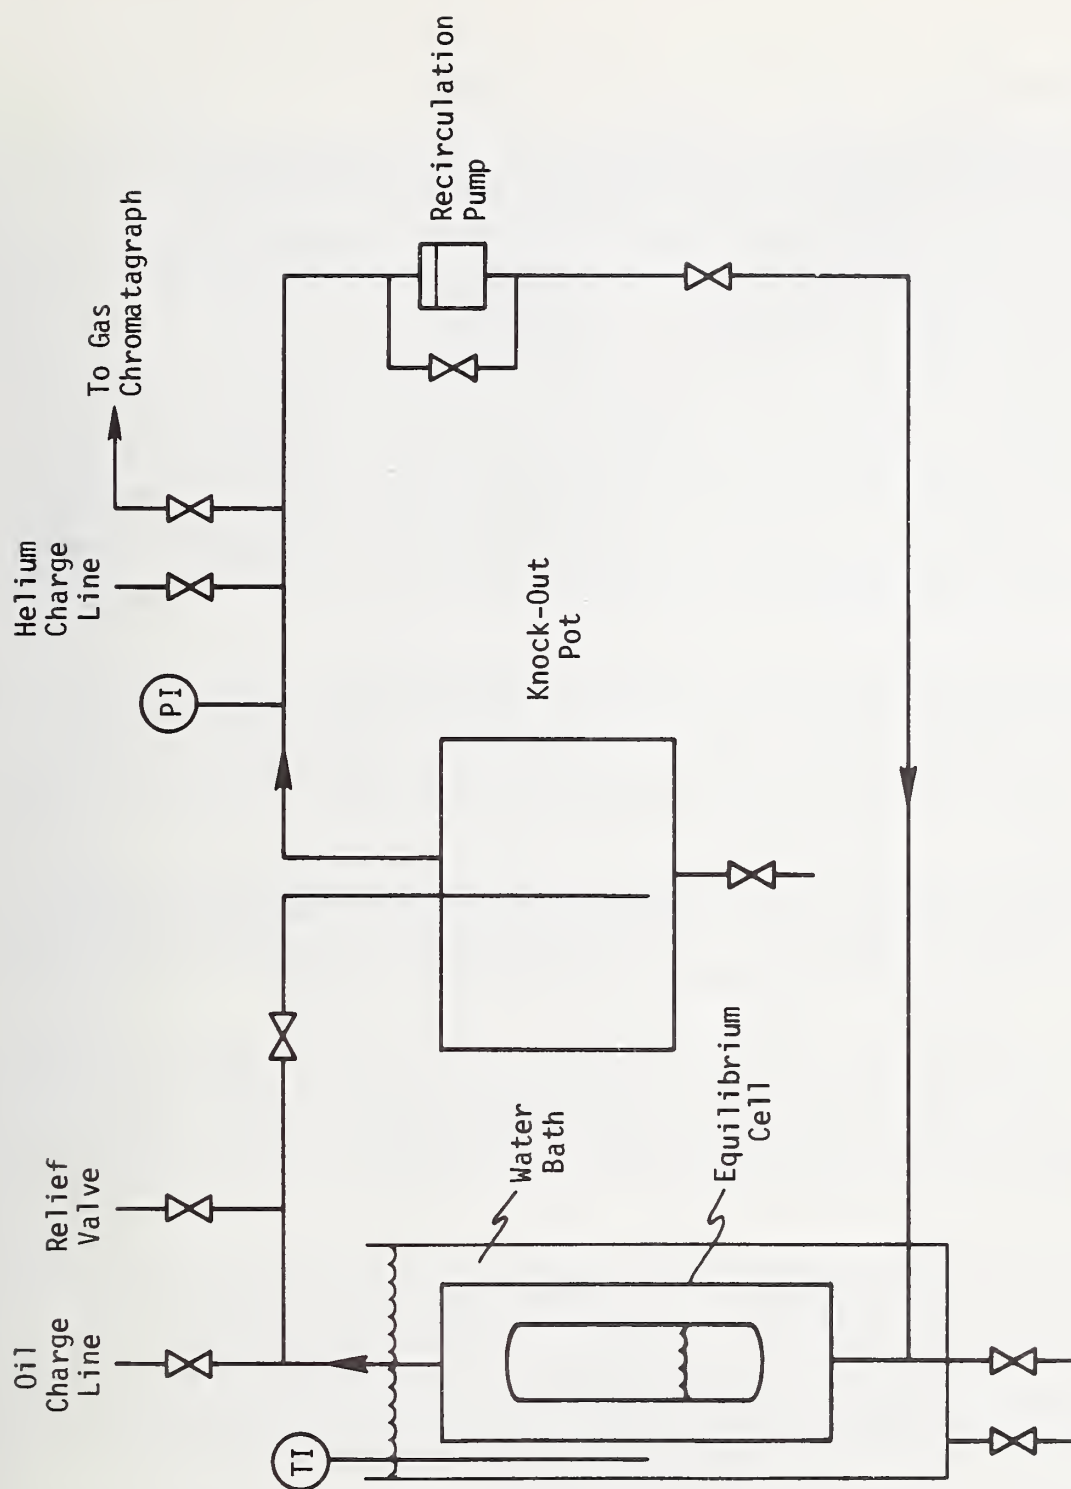 Oil
Charge
Line
Relief
Valve
Helium
Charge
Line
To Gas
Chromatagraph
TI
PI
Recirculation
Pump
Water
Bath
Knock-Out
Pot
Equilibrium
Cell